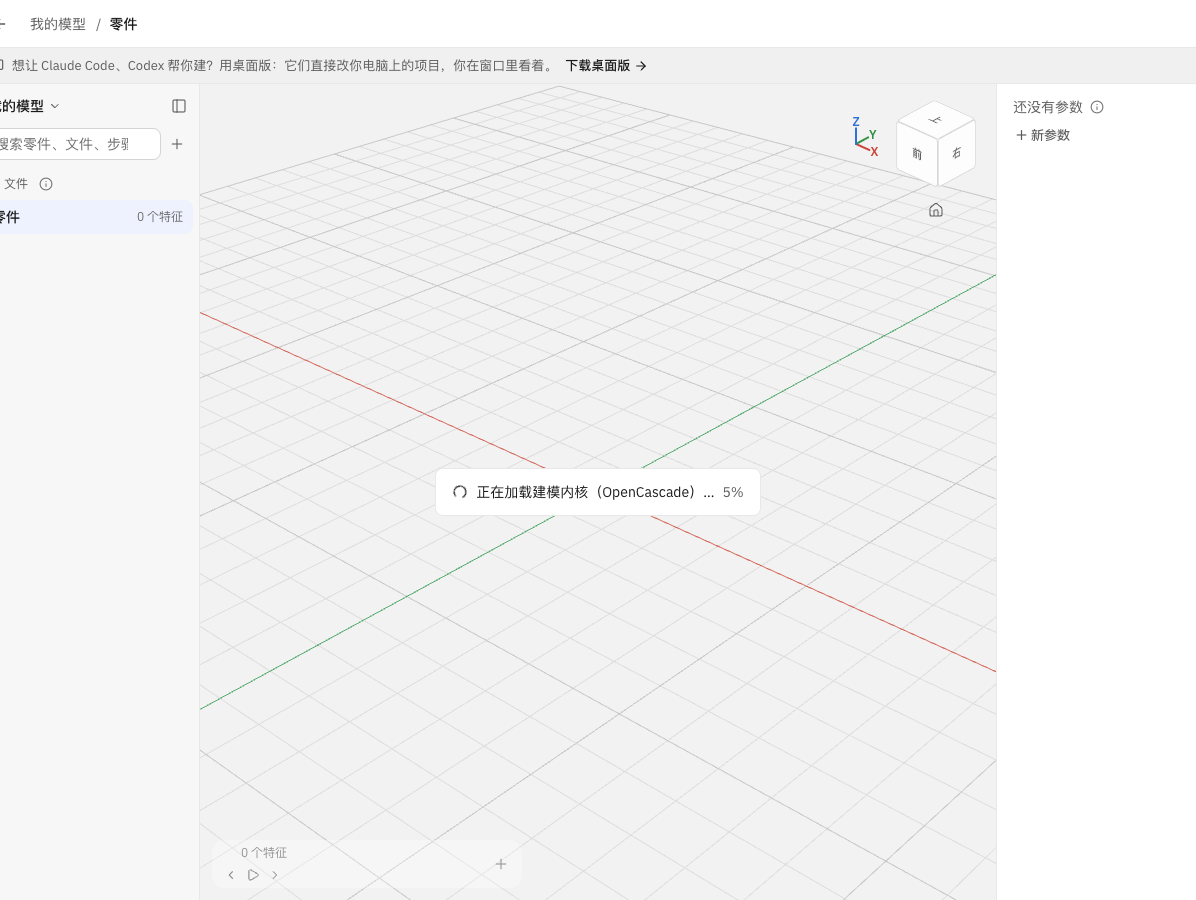 我的模型 / 零件
想让 Claude Code、Codex 帮你建？用桌面版：它们直接改你电脑上的项目，你在窗口里看着。 下载桌面版 →
的模型
搜索零件、文件、步骤
文件
零件 0 个特征
Z
Y
X
上
前
右
还没有参数
+ 新参数
正在加载建模内核（OpenCascade）… 5%
0 个特征